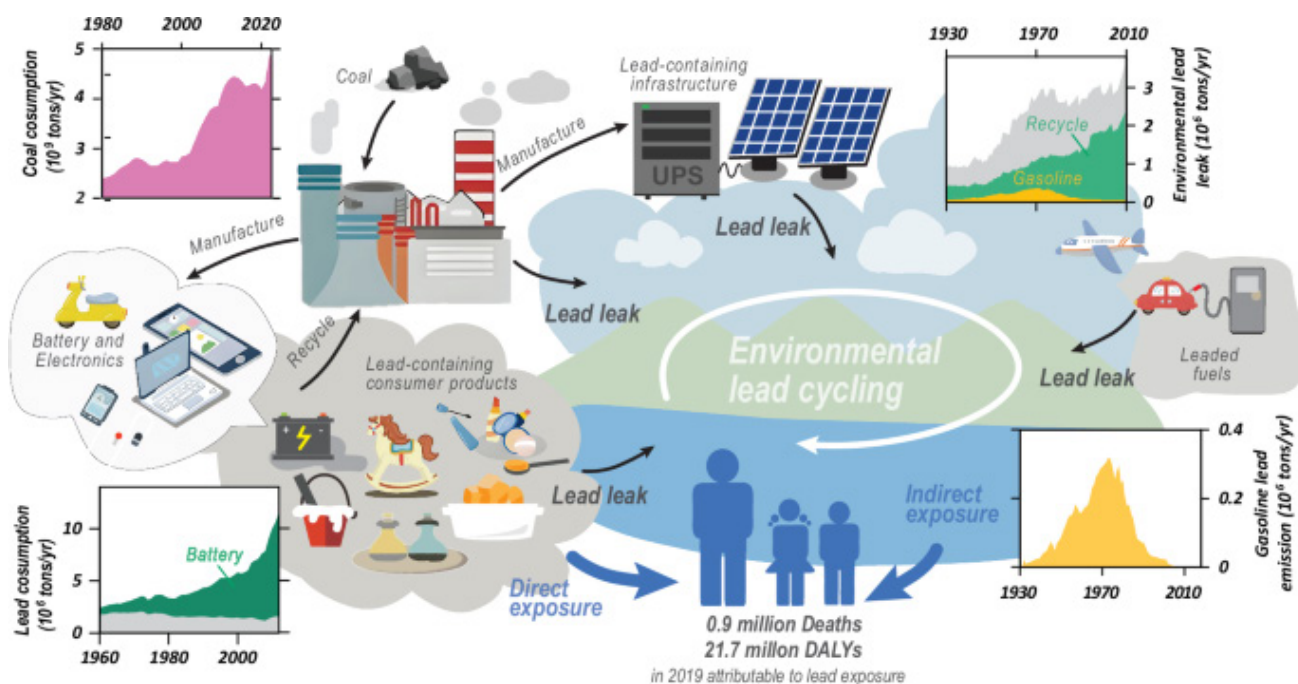 1980 2000 2020
Coal cosumption
(10⁹ tons/yr)
5
4
3
2
Coal
Manufacture
Lead-containing
infrastructure
UPS
Manufacture
Lead leak
Lead leak
1930 1970 2010
Recycle
Gasoline
3
2
1
0
Environmental lead
leak (10⁶ tons/yr)
Battery and
Electronics
Recycle
Lead-containing
consumer products
Environmental
lead cycling
Lead leak
Leaded
fuels
Lead leak
Lead cosumption
(10⁶ tons/yr)
10
5
0
Battery
1960 1980 2000
Direct
exposure
Indirect
exposure
0.9 million Deaths
21.7 millon DALYs
in 2019 attributable to lead exposure
0.4
0.2
0
Gasoline lead
emission (10⁶ tons/yr)
1930 1970 2010